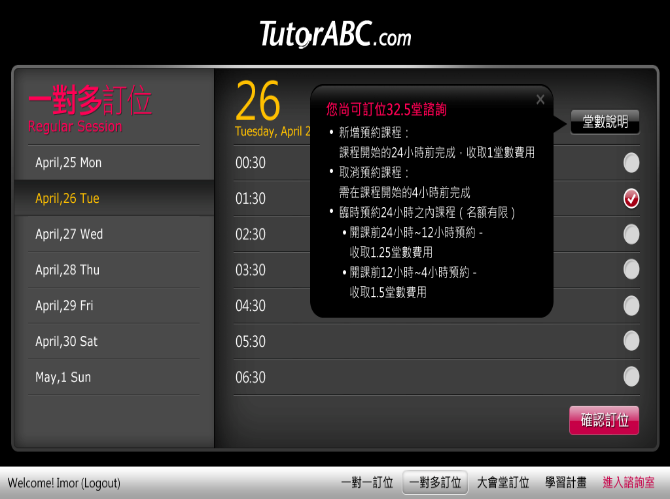 TutorABC.com
一對多訂位
Regular Session
April,25 Mon
April,26 Tue
April,27 Wed
April,28 Thu
April,29 Fri
April,30 Sat
May,1 Sun
26
Tuesday, April 2
00:30
01:30
02:30
03:30
04:30
05:30
06:30
您尚可訂位32.5堂諮詢
• 新增預約課程：
課程開始的24小時前完成，收取1堂數費用
• 取消預約課程：
需在課程開始的4小時前完成
• 臨時預約24小時之內課程（名額有限）
• 開課前24小時~12小時預約 -
收取1.25堂數費用
• 開課前12小時~4小時預約 -
收取1.5堂數費用
堂數說明
確認訂位
Welcome! Imor (Logout)
一對一訂位
一對多訂位
大會堂訂位
學習計畫
進入諮詢室